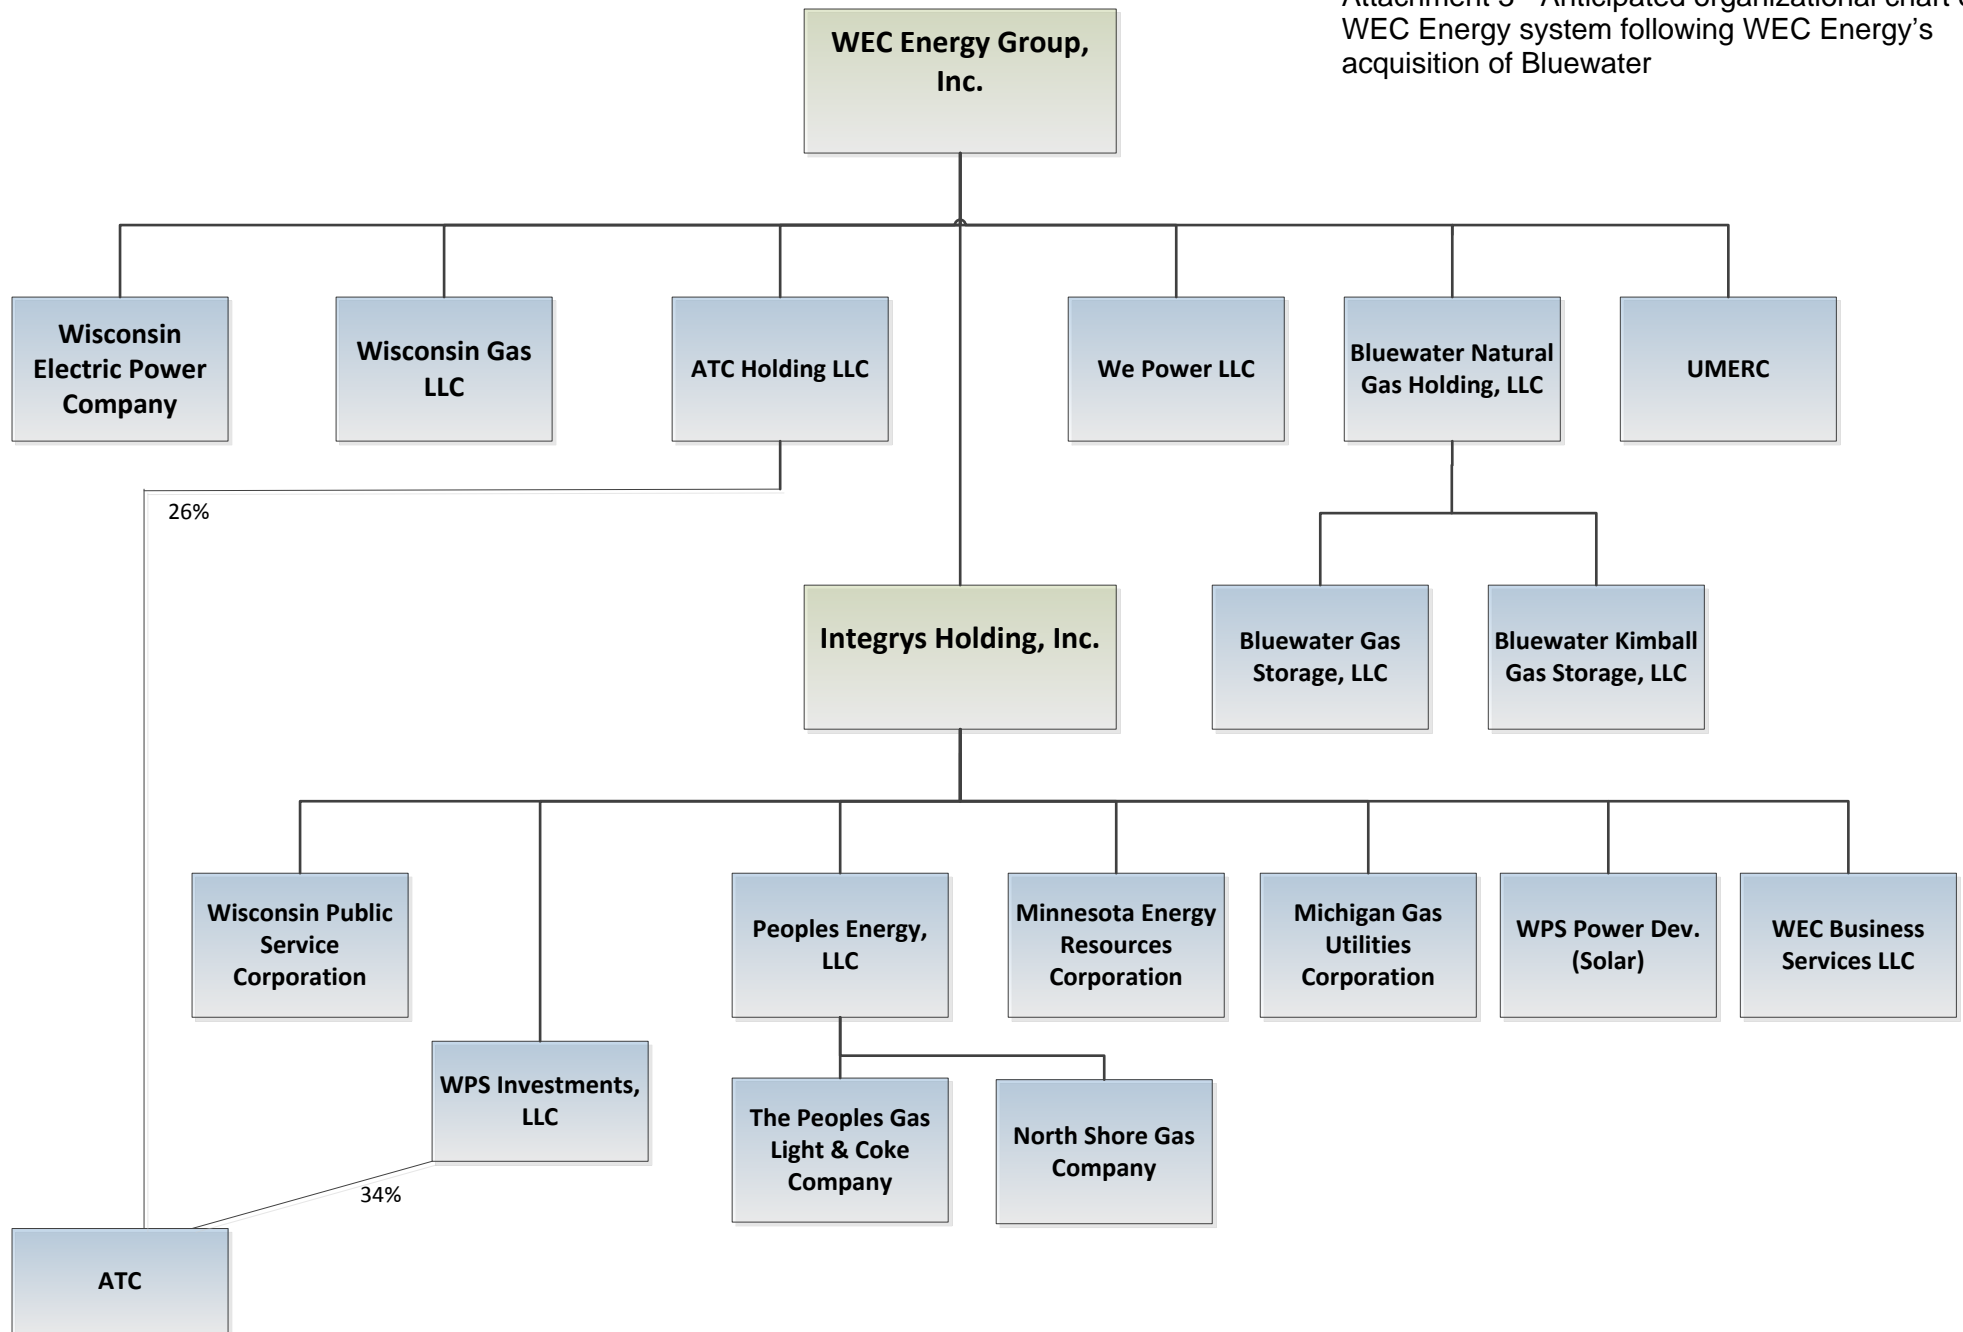 Attachment 3 - Anticipated organizational chart
WEC Energy system following WEC Energy's
acquisition of Bluewater
WEC Energy Group,
Inc.
Wisconsin
Electric Power
Company
Wisconsin Gas
LLC
ATC Holding LLC
We Power LLC
Bluewater Natural
Gas Holding, LLC
UMERC
26%
Integrys Holding, Inc.
Bluewater Gas
Storage, LLC
Bluewater Kimball
Gas Storage, LLC
Wisconsin Public
Service
Corporation
Peoples Energy,
LLC
Minnesota Energy
Resources
Corporation
Michigan Gas
Utilities
Corporation
WPS Power Dev.
(Solar)
WEC Business
Services LLC
WPS Investments,
LLC
The Peoples Gas
Light & Coke
Company
North Shore Gas
Company
34%
ATC